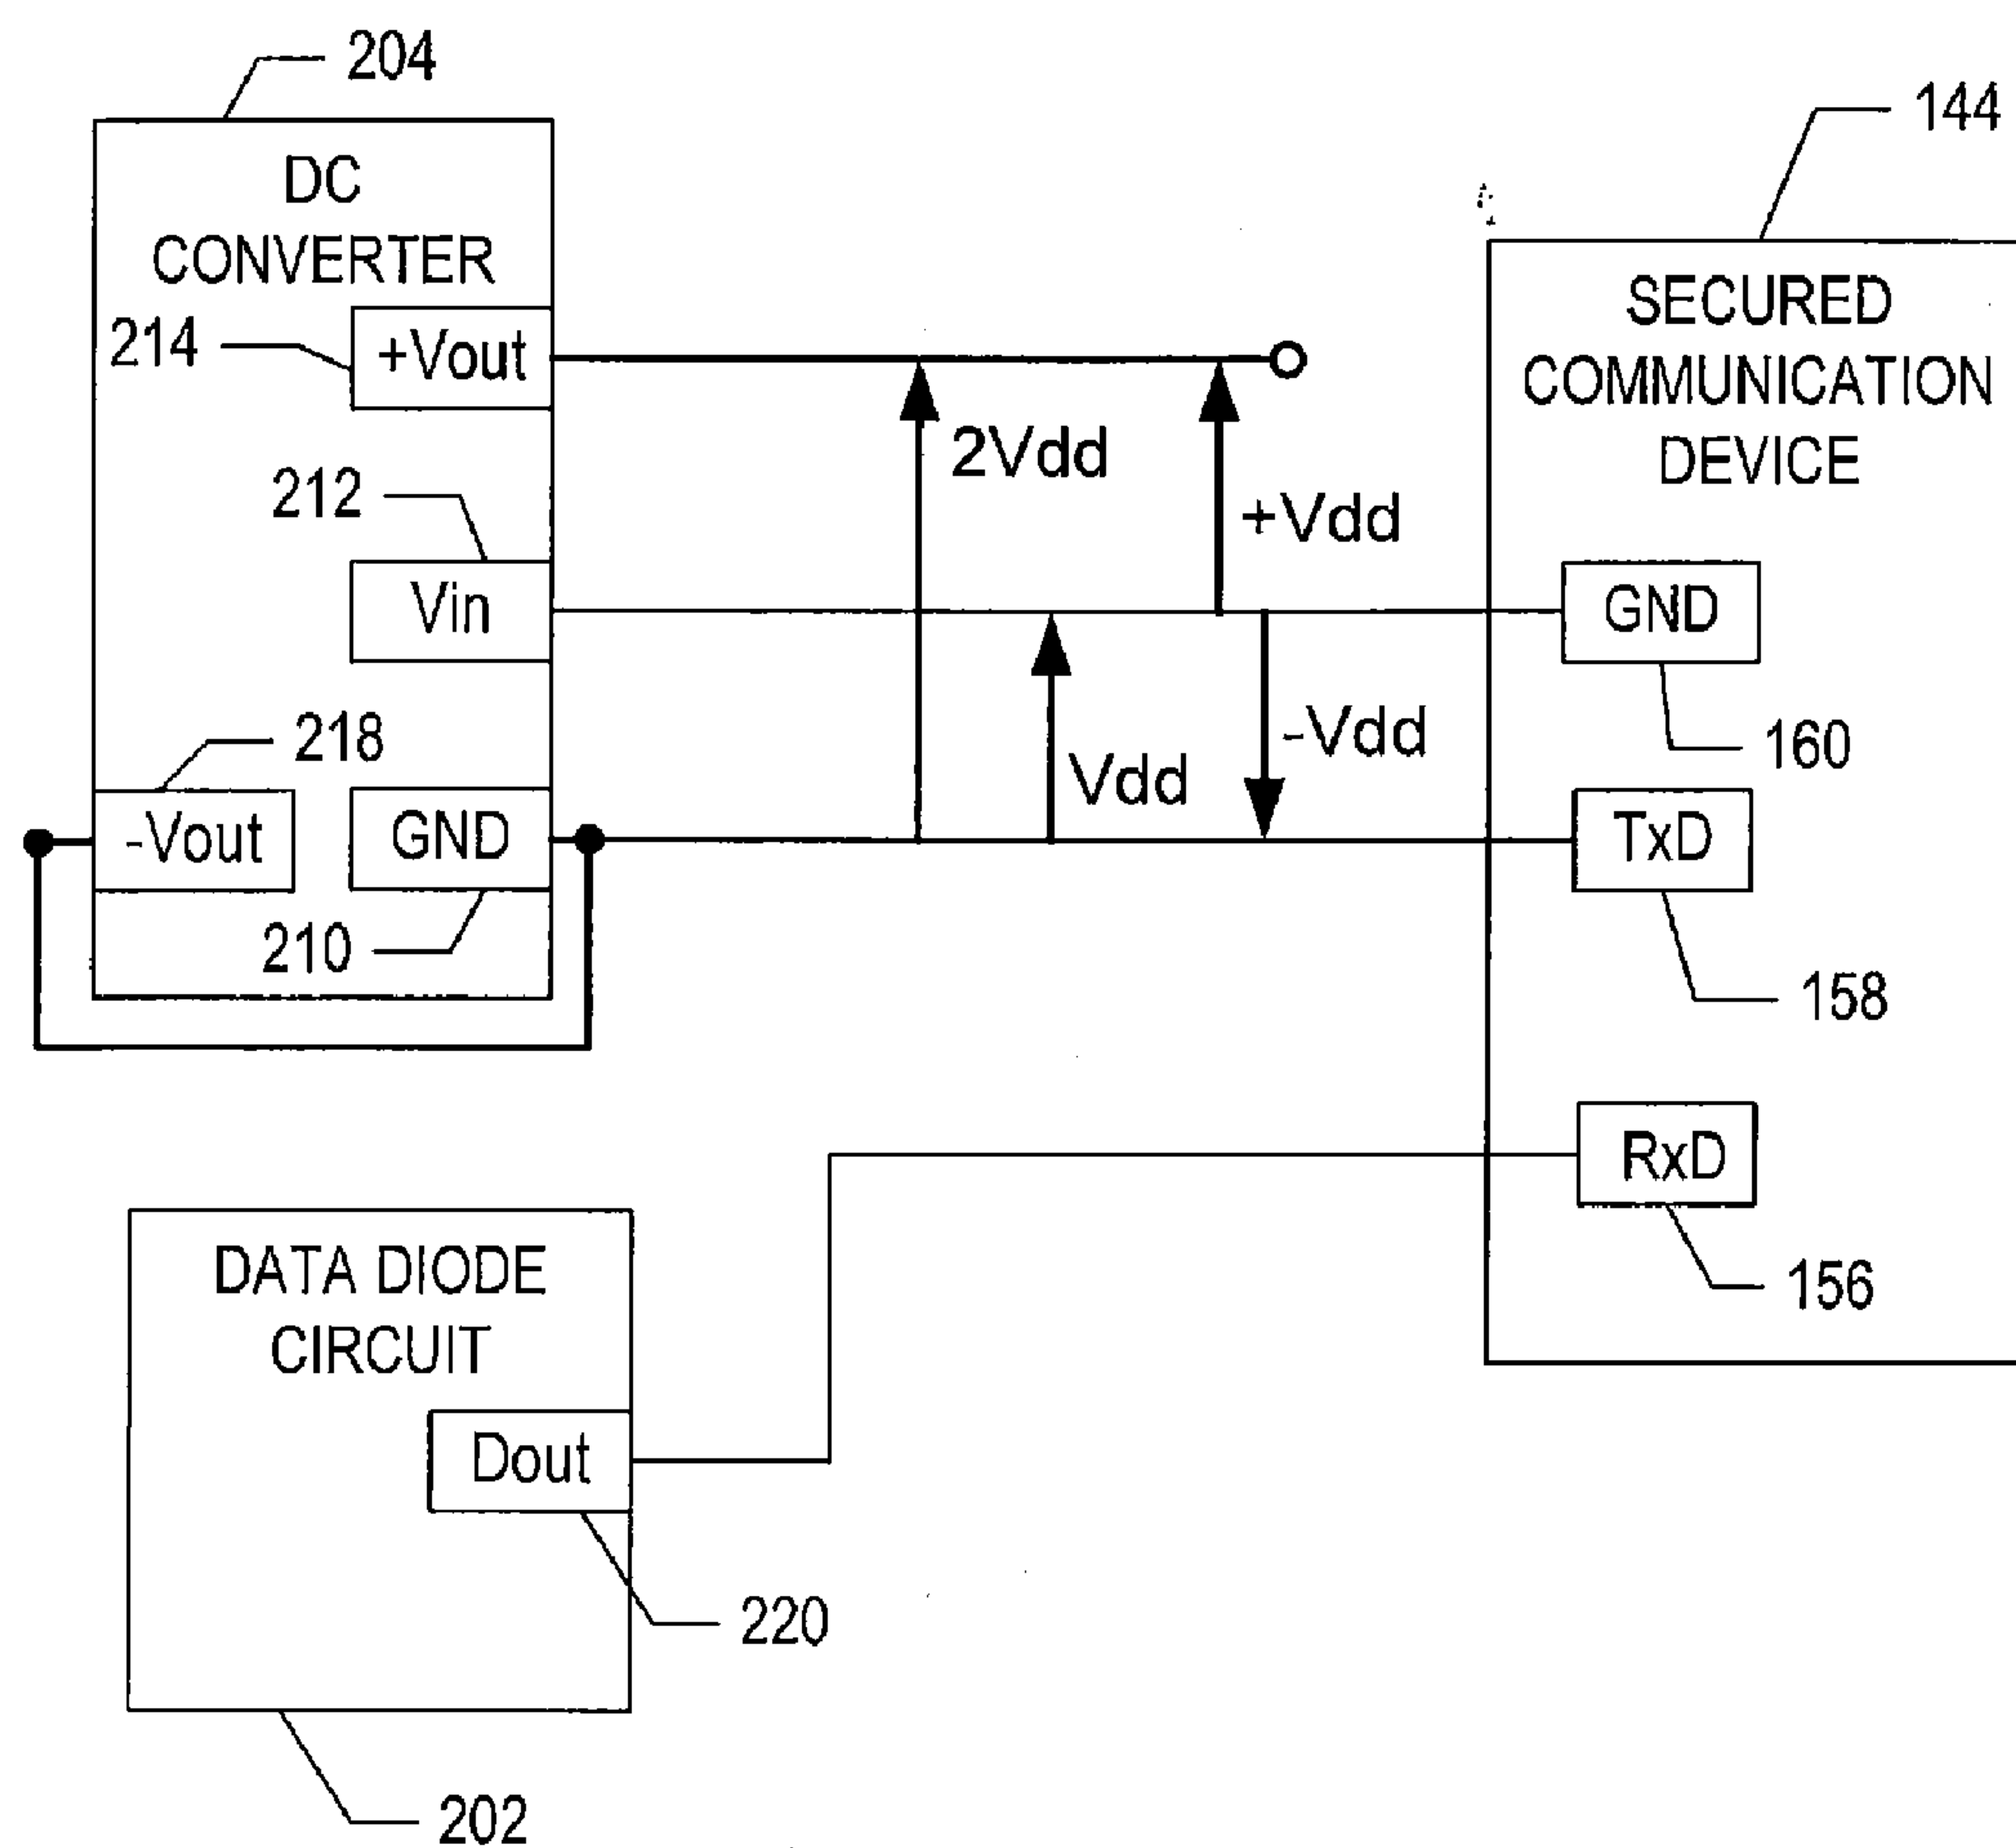 204
144
DC
CONVERTER
SECURED
COMMUNICATION
DEVICE
214
+Vout
2Vdd
212
+Vdd
Vin
GND
218
-Vdd
160
Vdd
-Vout
GND
TxD
210
158
RxD
DATA DIODE
CIRCUIT
156
Dout
220
202